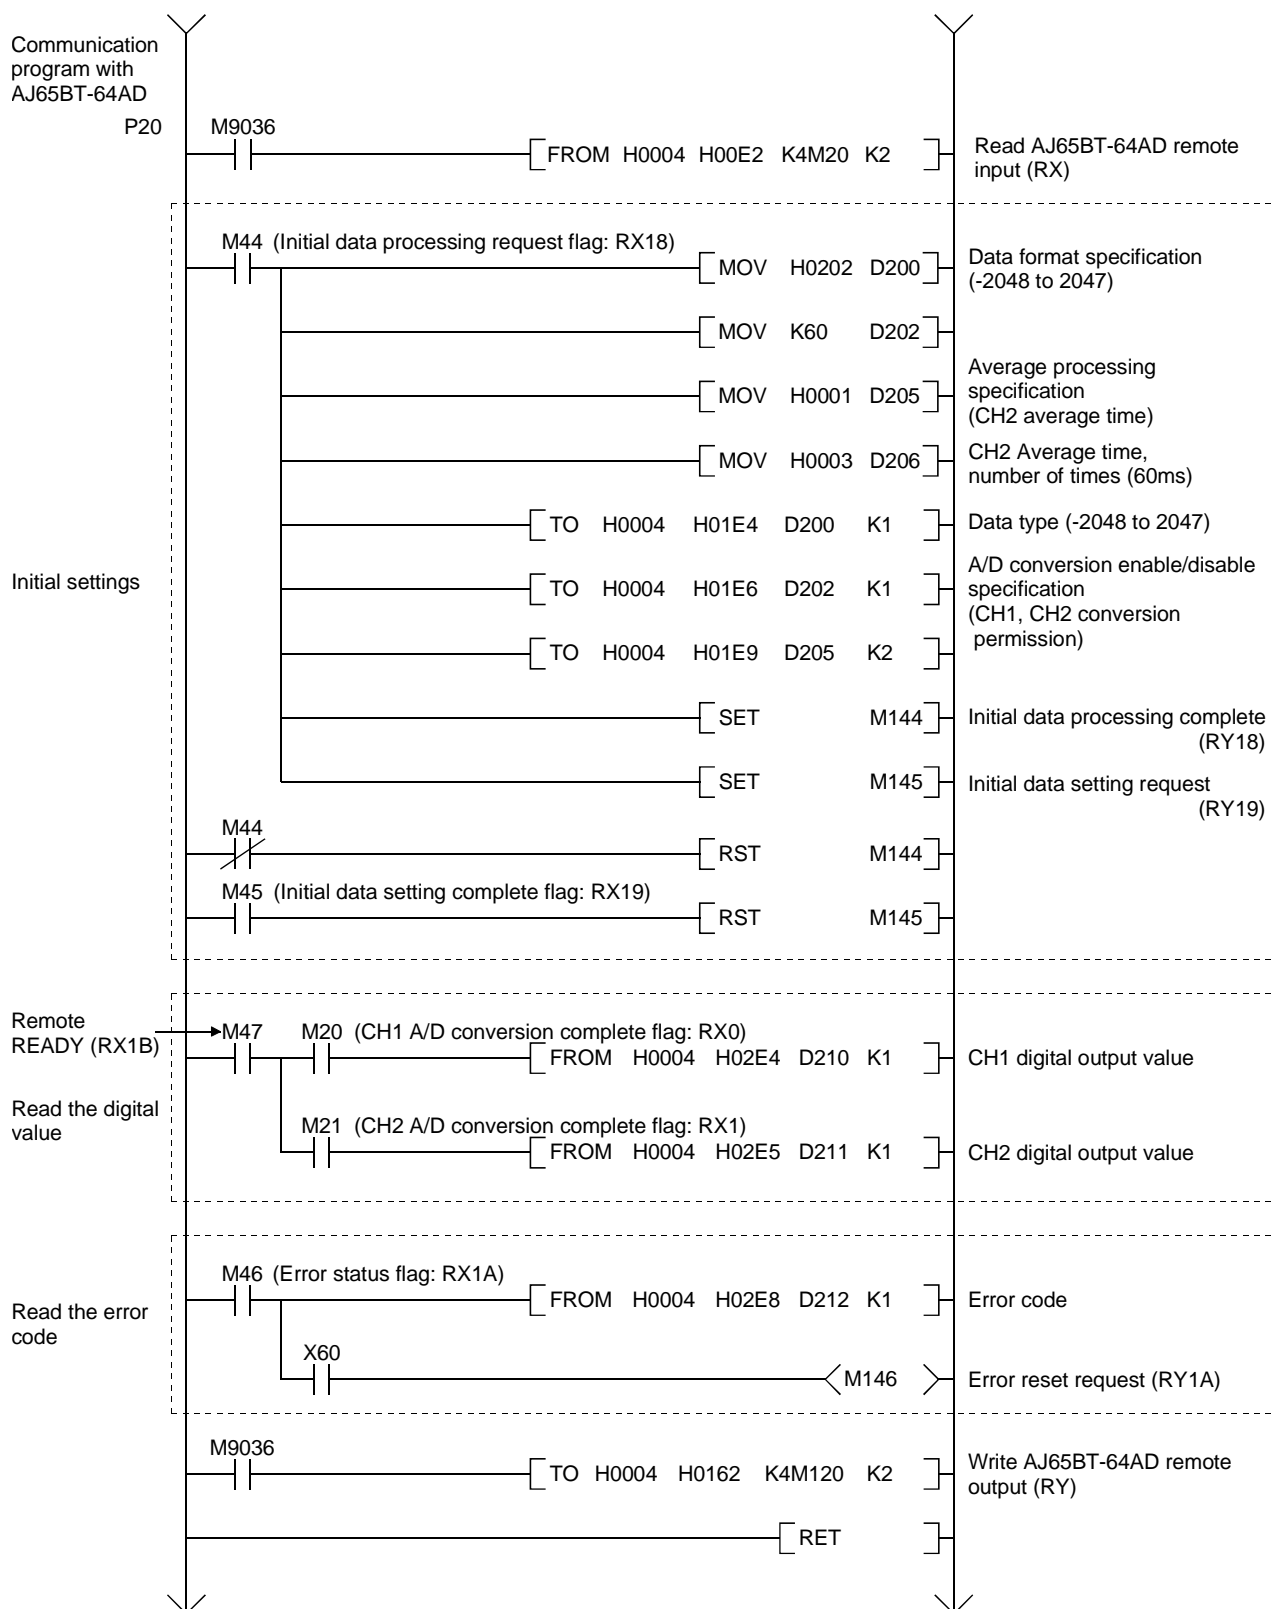 Communication
program with
AJ65BT-64AD
P20
M9036
FROM H0004 H00E2 K4M20 K2
Read AJ65BT-64AD remote
input (RX)
M44 (Initial data processing request flag: RX18)
MOV H0202 D200
Data format specification
(-2048 to 2047)
MOV K60 D202
MOV H0001 D205
Average processing
specification
(CH2 average time)
MOV H0003 D206
CH2 Average time,
number of times (60ms)
TO H0004 H01E4 D200 K1
Data type (-2048 to 2047)
Initial settings
TO H0004 H01E6 D202 K1
A/D conversion enable/disable
specification
(CH1, CH2 conversion
permission)
TO H0004 H01E9 D205 K2
SET M144
Initial data processing complete
(RY18)
SET M145
Initial data setting request
(RY19)
M44
RST M144
M45 (Initial data setting complete flag: RX19)
RST M145
Remote
READY (RX1B)
M47 M20 (CH1 A/D conversion complete flag: RX0)
FROM H0004 H02E4 D210 K1
CH1 digital output value
Read the digital
value
M21 (CH2 A/D conversion complete flag: RX1)
FROM H0004 H02E5 D211 K1
CH2 digital output value
M46 (Error status flag: RX1A)
FROM H0004 H02E8 D212 K1
Error code
Read the error
code
X60
M146
Error reset request (RY1A)
M9036
TO H0004 H0162 K4M120 K2
Write AJ65BT-64AD remote
output (RY)
RET